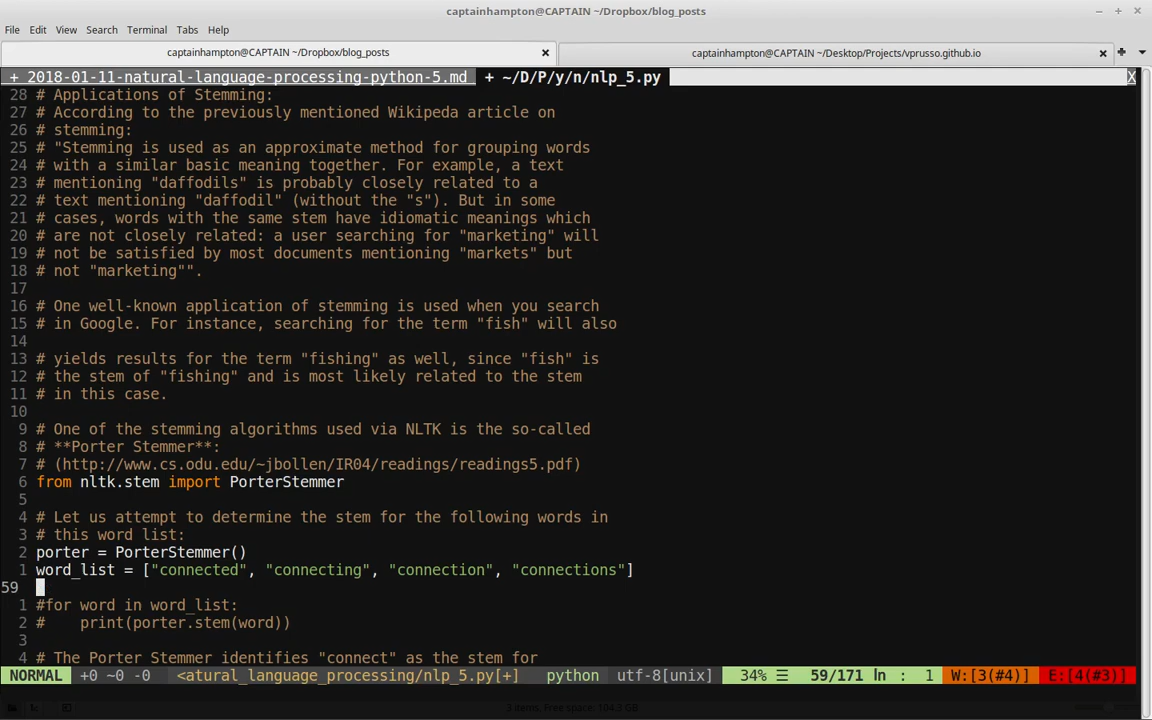 captainhampton@CAPTAIN ~/Dropbox/blog_posts
File Edit View Search Terminal Tabs Help
captainhampton@CAPTAIN ~/Dropbox/blog_posts captainhampton@CAPTAIN ~/Desktop/Projects/vprusso.github.io
+ 2018-01-11-natural-language-processing-python-5.md + ~/D/P/y/n/nlp_5.py X
28 # Applications of Stemming:
27 # According to the previously mentioned Wikipeda article on
26 # stemming:
25 # "Stemming is used as an approximate method for grouping words
24 # with a similar basic meaning together. For example, a text
23 # mentioning "daffodils" is probably closely related to a
22 # text mentioning "daffodil" (without the "s"). But in some
21 # cases, words with the same stem have idiomatic meanings which
20 # are not closely related: a user searching for "marketing" will
19 # not be satisfied by most documents mentioning "markets" but
18 # not "marketing"".
17
16 # One well-known application of stemming is used when you search
15 # in Google. For instance, searching for the term "fish" will also
14
13 # yields results for the term "fishing" as well, since "fish" is
12 # the stem of "fishing" and is most likely related to the stem
11 # in this case.
10
9 # One of the stemming algorithms used via NLTK is the so-called
8 # **Porter Stemmer**:
7 # (http://www.cs.odu.edu/~jbollen/IR04/readings/readings5.pdf)
6 from nltk.stem import PorterStemmer
5
4 # Let us attempt to determine the stem for the following words in
3 # this word list:
2 porter = PorterStemmer()
1 word_list = ["connected", "connecting", "connection", "connections"]
59
1 #for word in word_list:
2 #    print(porter.stem(word))
3
4 # The Porter Stemmer identifies "connect" as the stem for
NORMAL +0 ~0 -0 <atural_language_processing/nlp_5.py[+] python utf-8[unix] 34% ☰ 59/171 ln : 1 W:[3(#4)] E:[4(#3)]
3 items, Free space: 104.3 GB